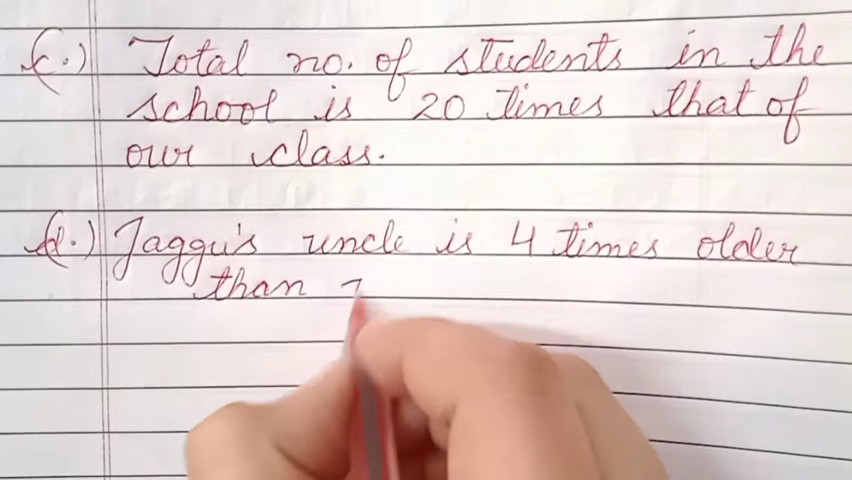 (c.) Total no. of students in the
school is 20 times that of
our class.
(d.) Jaggu's uncle is 4 times older
than